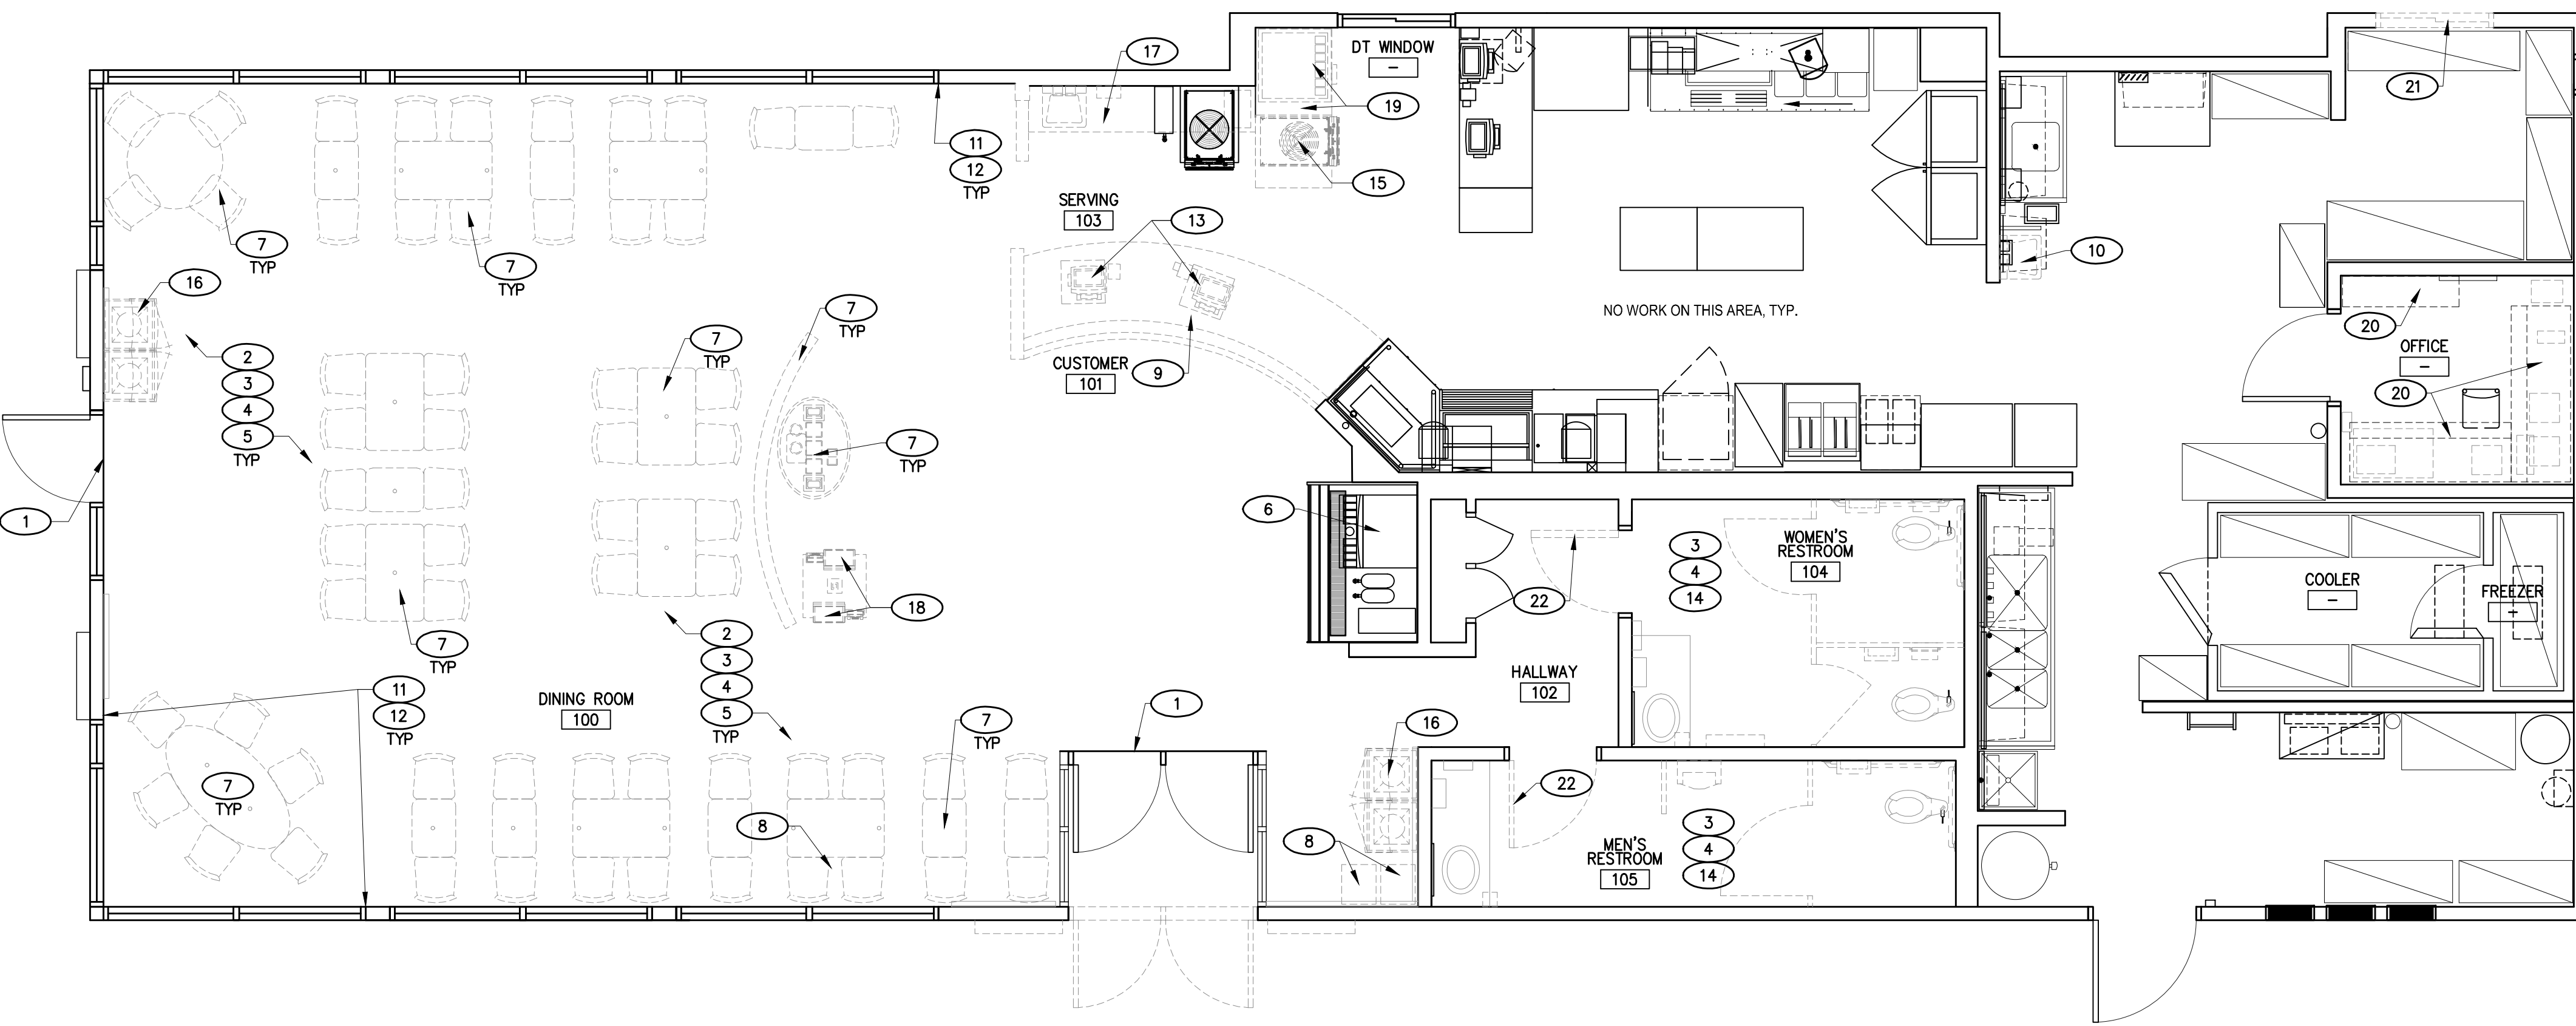 17
DT WINDOW
-
21
19
11
12
TYP
15
SERVING
103
13
7
TYP
7
TYP
10
16
7
TYP
NO WORK ON THIS AREA, TYP.
20
OFFICE
-
7
TYP
2
3
4
5
TYP
CUSTOMER
101
9
20
7
TYP
1
6
3
4
14
WOMEN'S
RESTROOM
104
COOLER
-
FREEZER
-
22
18
7
TYP
2
3
4
5
TYP
HALLWAY
102
11
12
TYP
DINING ROOM
100
1
7
TYP
16
7
TYP
22
8
8
3
4
14
MEN'S
RESTROOM
105